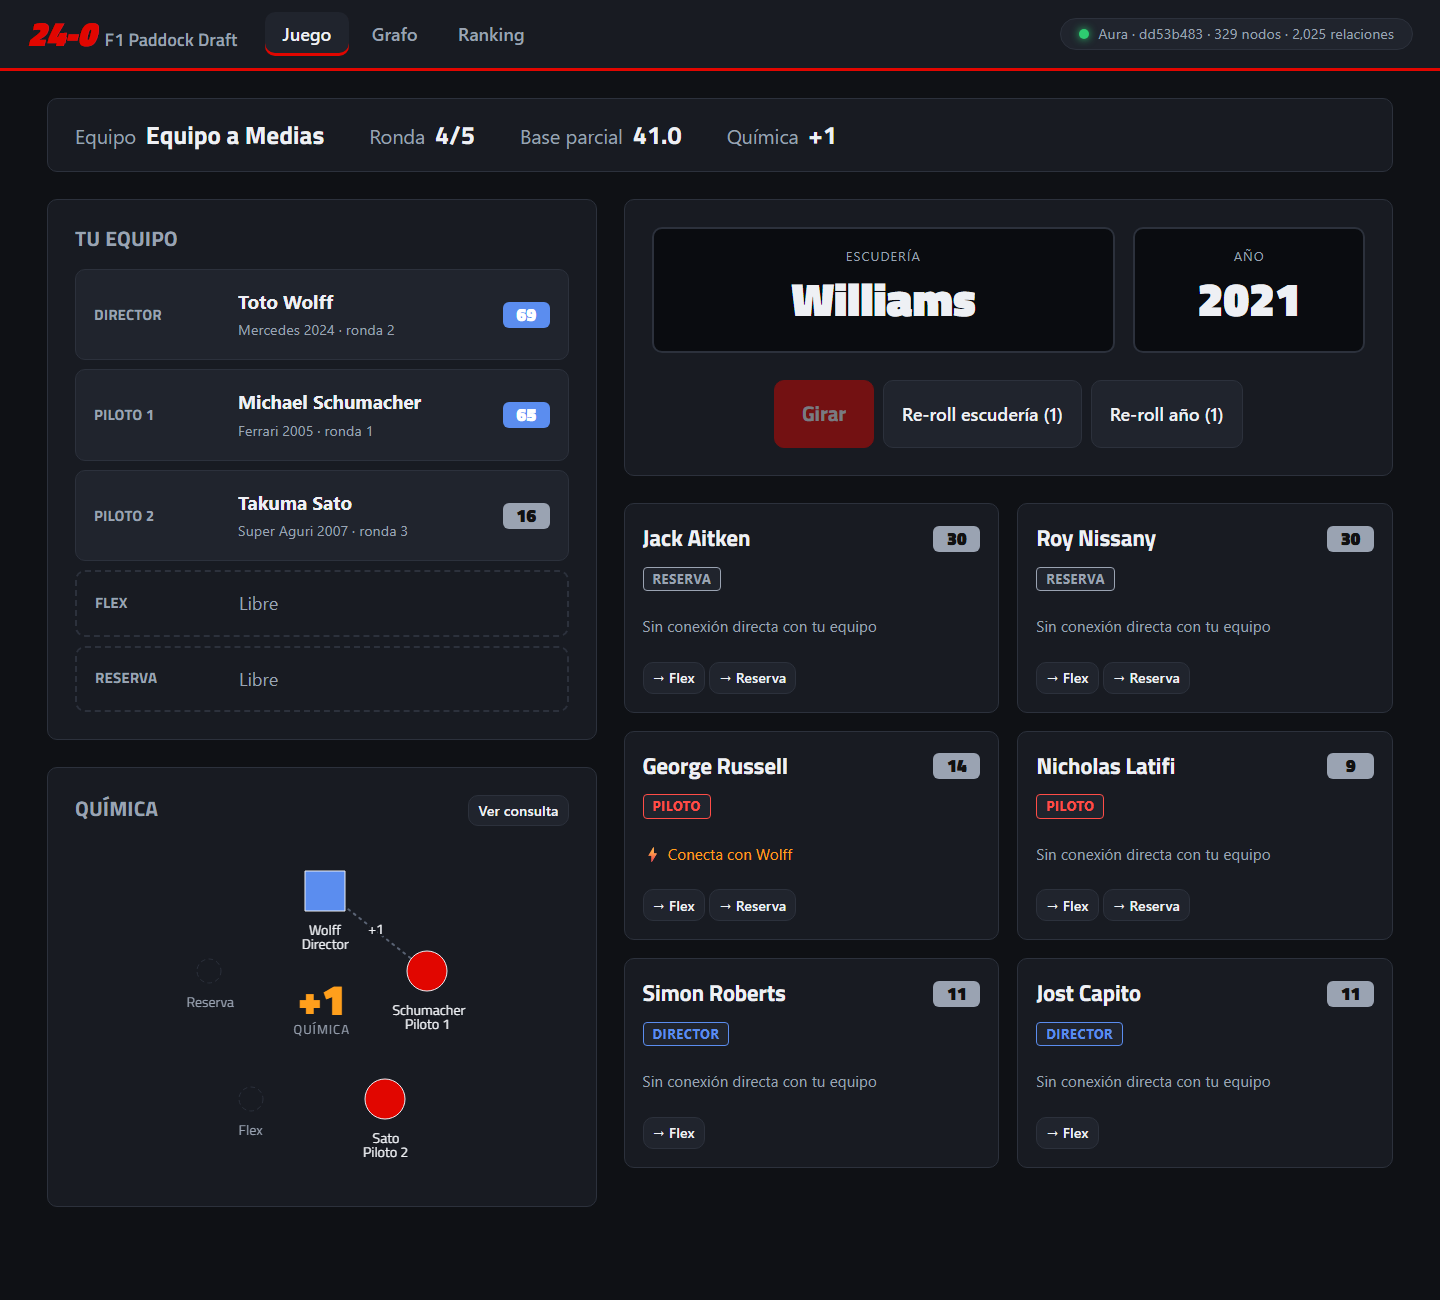 24-0 F1 Paddock Draft
Juego
Grafo
Ranking
Aura · dd53b483 · 329 nodos · 2,025 relaciones
Equipo Equipo a Medias
Ronda 4/5
Base parcial 41.0
Química +1
TU EQUIPO
DIRECTOR
Toto Wolff
Mercedes 2024 · ronda 2
69
PILOTO 1
Michael Schumacher
Ferrari 2005 · ronda 1
65
PILOTO 2
Takuma Sato
Super Aguri 2007 · ronda 3
16
FLEX
Libre
RESERVA
Libre
QUÍMICA
Ver consulta
Wolff
Director
+1
Reserva
+1
QUÍMICA
Schumacher
Piloto 1
Flex
Sato
Piloto 2
ESCUDERÍA
Williams
AÑO
2021
Girar
Re-roll escudería (1)
Re-roll año (1)
Jack Aitken
30
RESERVA
Sin conexión directa con tu equipo
→ Flex
→ Reserva
Roy Nissany
30
RESERVA
Sin conexión directa con tu equipo
→ Flex
→ Reserva
George Russell
14
PILOTO
Conecta con Wolff
→ Flex
→ Reserva
Nicholas Latifi
9
PILOTO
Sin conexión directa con tu equipo
→ Flex
→ Reserva
Simon Roberts
11
DIRECTOR
Sin conexión directa con tu equipo
→ Flex
Jost Capito
11
DIRECTOR
Sin conexión directa con tu equipo
→ Flex